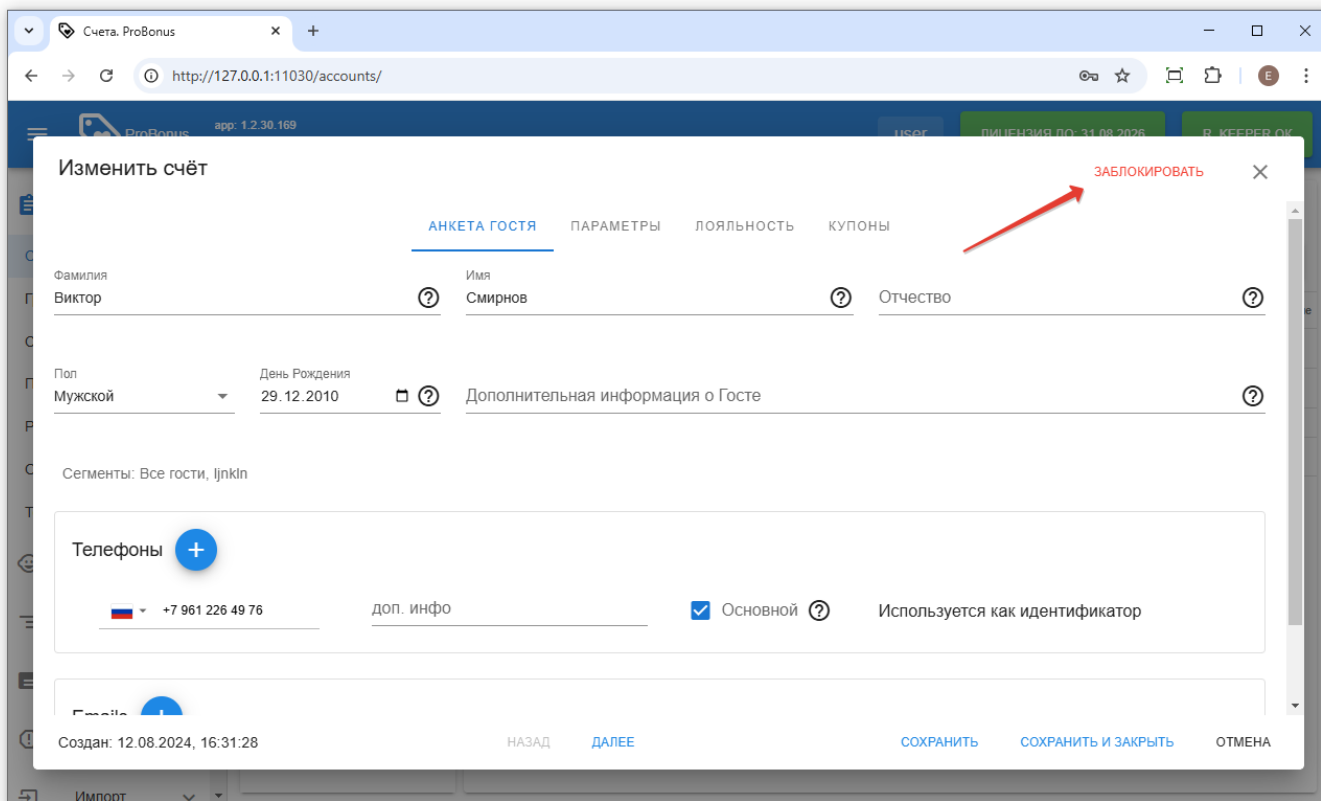 Счета. ProBonus
http://127.0.0.1:11030/accounts/
E
ProBonus app: 1.2.30.169 user ЛИЦЕНЗИЯ ДО: 31.08.2026 R_KEEPER OK
Изменить счёт ЗАБЛОКИРОВАТЬ
АНКЕТА ГОСТЯ ПАРАМЕТРЫ ЛОЯЛЬНОСТЬ КУПОНЫ
Фамилия Имя
Виктор Смирнов Отчество
Пол День Рождения
Мужской 29.12.2010 Дополнительная информация о Госте
Сегменты: Все гости, ljnkln
Телефоны
+7 961 226 49 76 доп. инфо Основной Используется как идентификатор
Emails
Создан: 12.08.2024, 16:31:28 НАЗАД ДАЛЕЕ СОХРАНИТЬ СОХРАНИТЬ И ЗАКРЫТЬ ОТМЕНА
Импорт